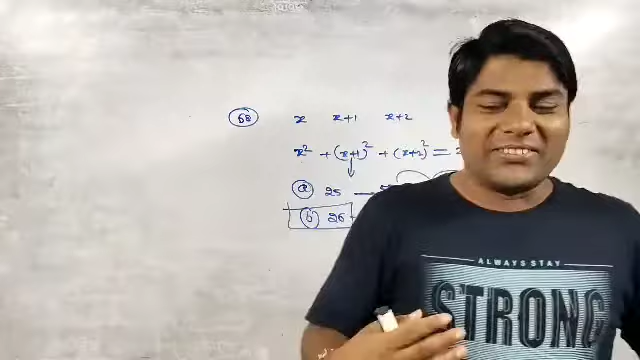 68 x x+1 x+2
x² + (x+1)² + (x+2)² =
a 25
b 26
ALWAYS STAY
STRONG